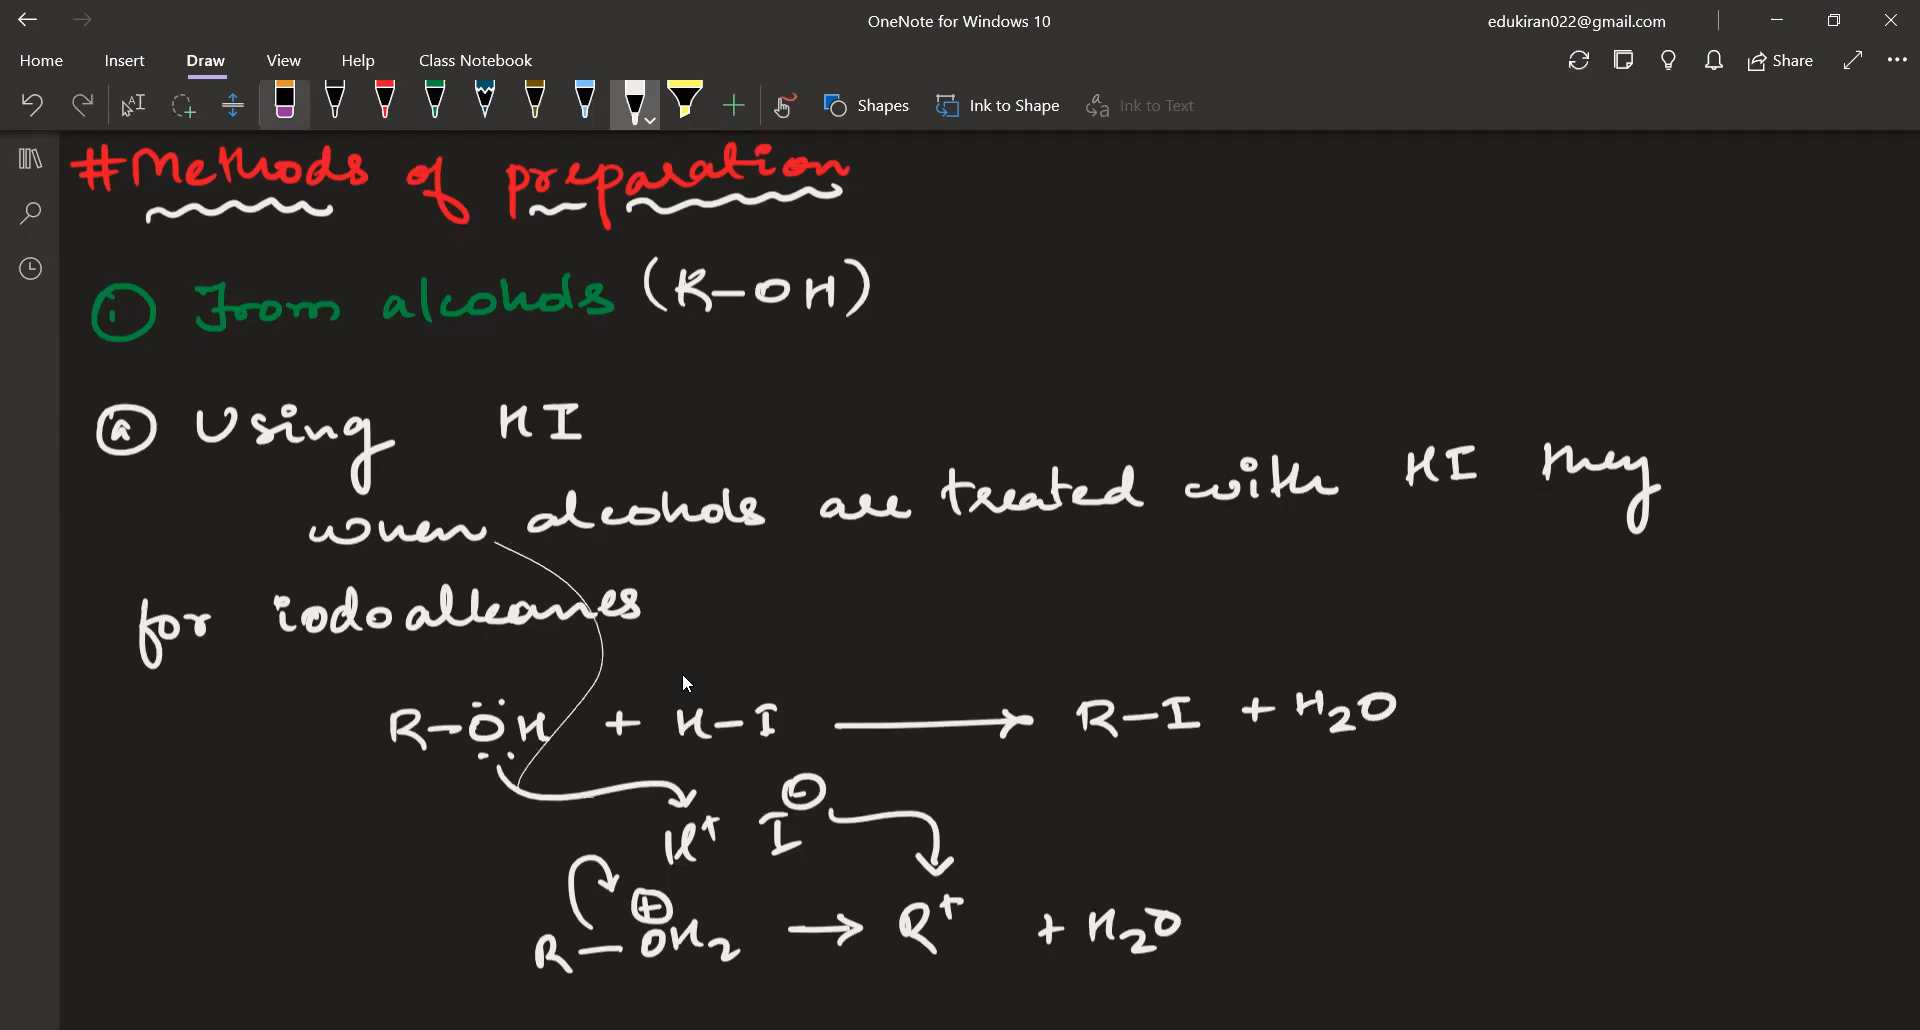 OneNote for Windows 10
edukiran022@gmail.com
Home Insert Draw View Help Class Notebook Share
Shapes Ink to Shape Ink to Text
#Methods of preparation
① From alcohols (R-OH)
ⓐ Using HI
when alcohols are treated with HI they
for iodoalkanes
R-ÖH + H-I ⟶ R-I + H₂O
H⁺ I⊖
R-O⊕H₂ → R⁺ + H₂O